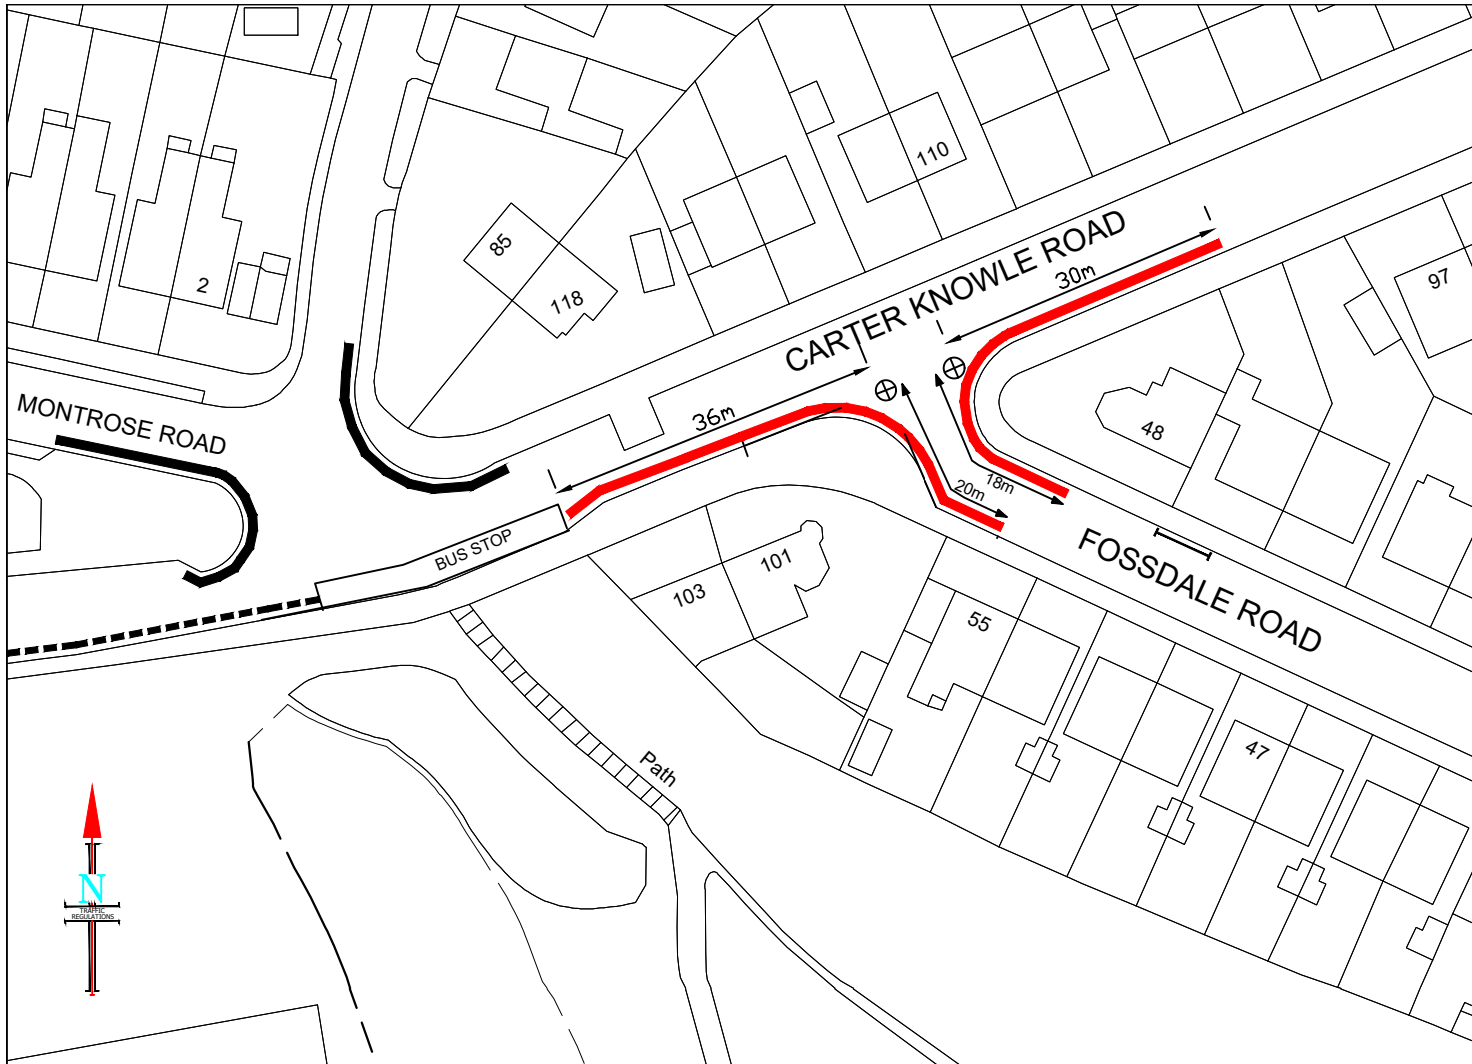 110
85
2
118
CARTER KNOWLE ROAD
30m
97
36m
MONTROSE ROAD
48
18m
20m
BUS STOP
FOSSDALE ROAD
101
103
55
47
Path
N
TRAFFIC
REGULATIONS